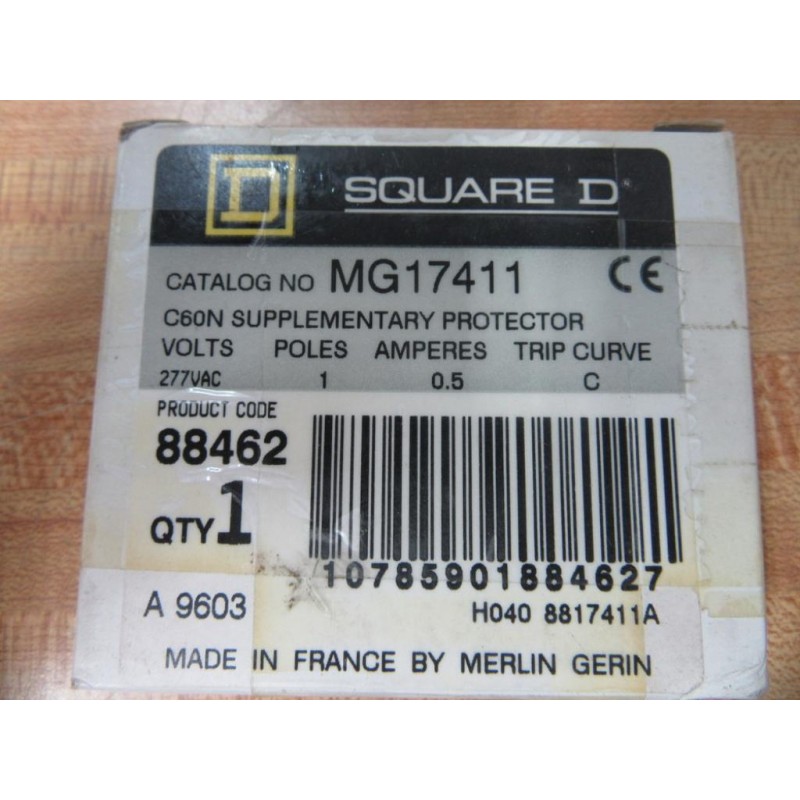 D SQUARE D
CATALOG NO MG17411 CE
C60N SUPPLEMENTARY PROTECTOR
VOLTS POLES AMPERES TRIP CURVE
277VAC 1 0.5 C
PRODUCT CODE
88462
QTY 1
10785901884627
A 9603 H040 8817411A
MADE IN FRANCE BY MERLIN GERIN